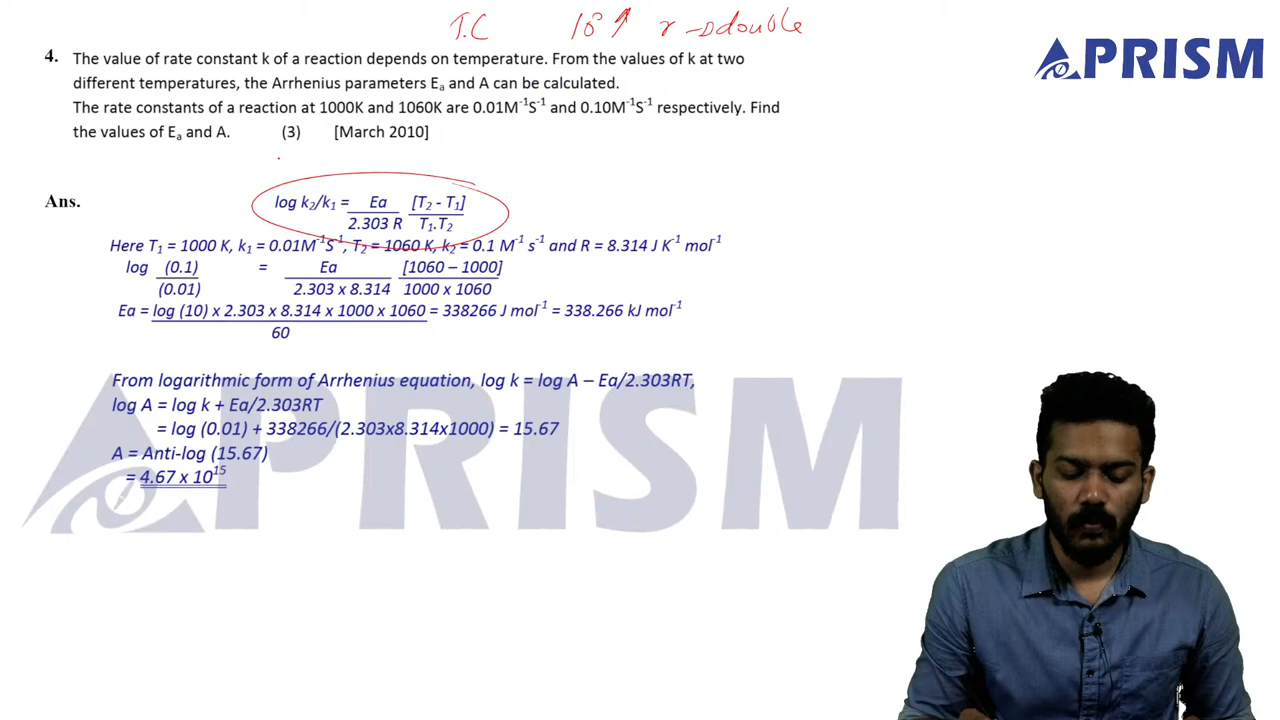 T.C 10° ↑ r → double
PRISM
4. The value of rate constant k of a reaction depends on temperature. From the values of k at two
different temperatures, the Arrhenius parameters Eₐ and A can be calculated.
The rate constants of a reaction at 1000K and 1060K are 0.01M⁻¹S⁻¹ and 0.10M⁻¹S⁻¹ respectively. Find
the values of Eₐ and A. (3) [March 2010]
Ans.
log k₂/k₁ = Ea [T₂ - T₁]
2.303 R T₁.T₂
Here T₁ = 1000 K, k₁ = 0.01M⁻¹S⁻¹, T₂ = 1060 K, k₂ = 0.1 M⁻¹ s⁻¹ and R = 8.314 J K⁻¹ mol⁻¹
log (0.1) = Ea [1060 – 1000]
(0.01) 2.303 x 8.314 1000 x 1060
Ea = log (10) x 2.303 x 8.314 x 1000 x 1060 = 338266 J mol⁻¹ = 338.266 kJ mol⁻¹
60
From logarithmic form of Arrhenius equation, log k = log A – Ea/2.303RT,
log A = log k + Ea/2.303RT
= log (0.01) + 338266/(2.303x8.314x1000) = 15.67
A = Anti-log (15.67)
= 4.67 x 10¹⁵
PRISM